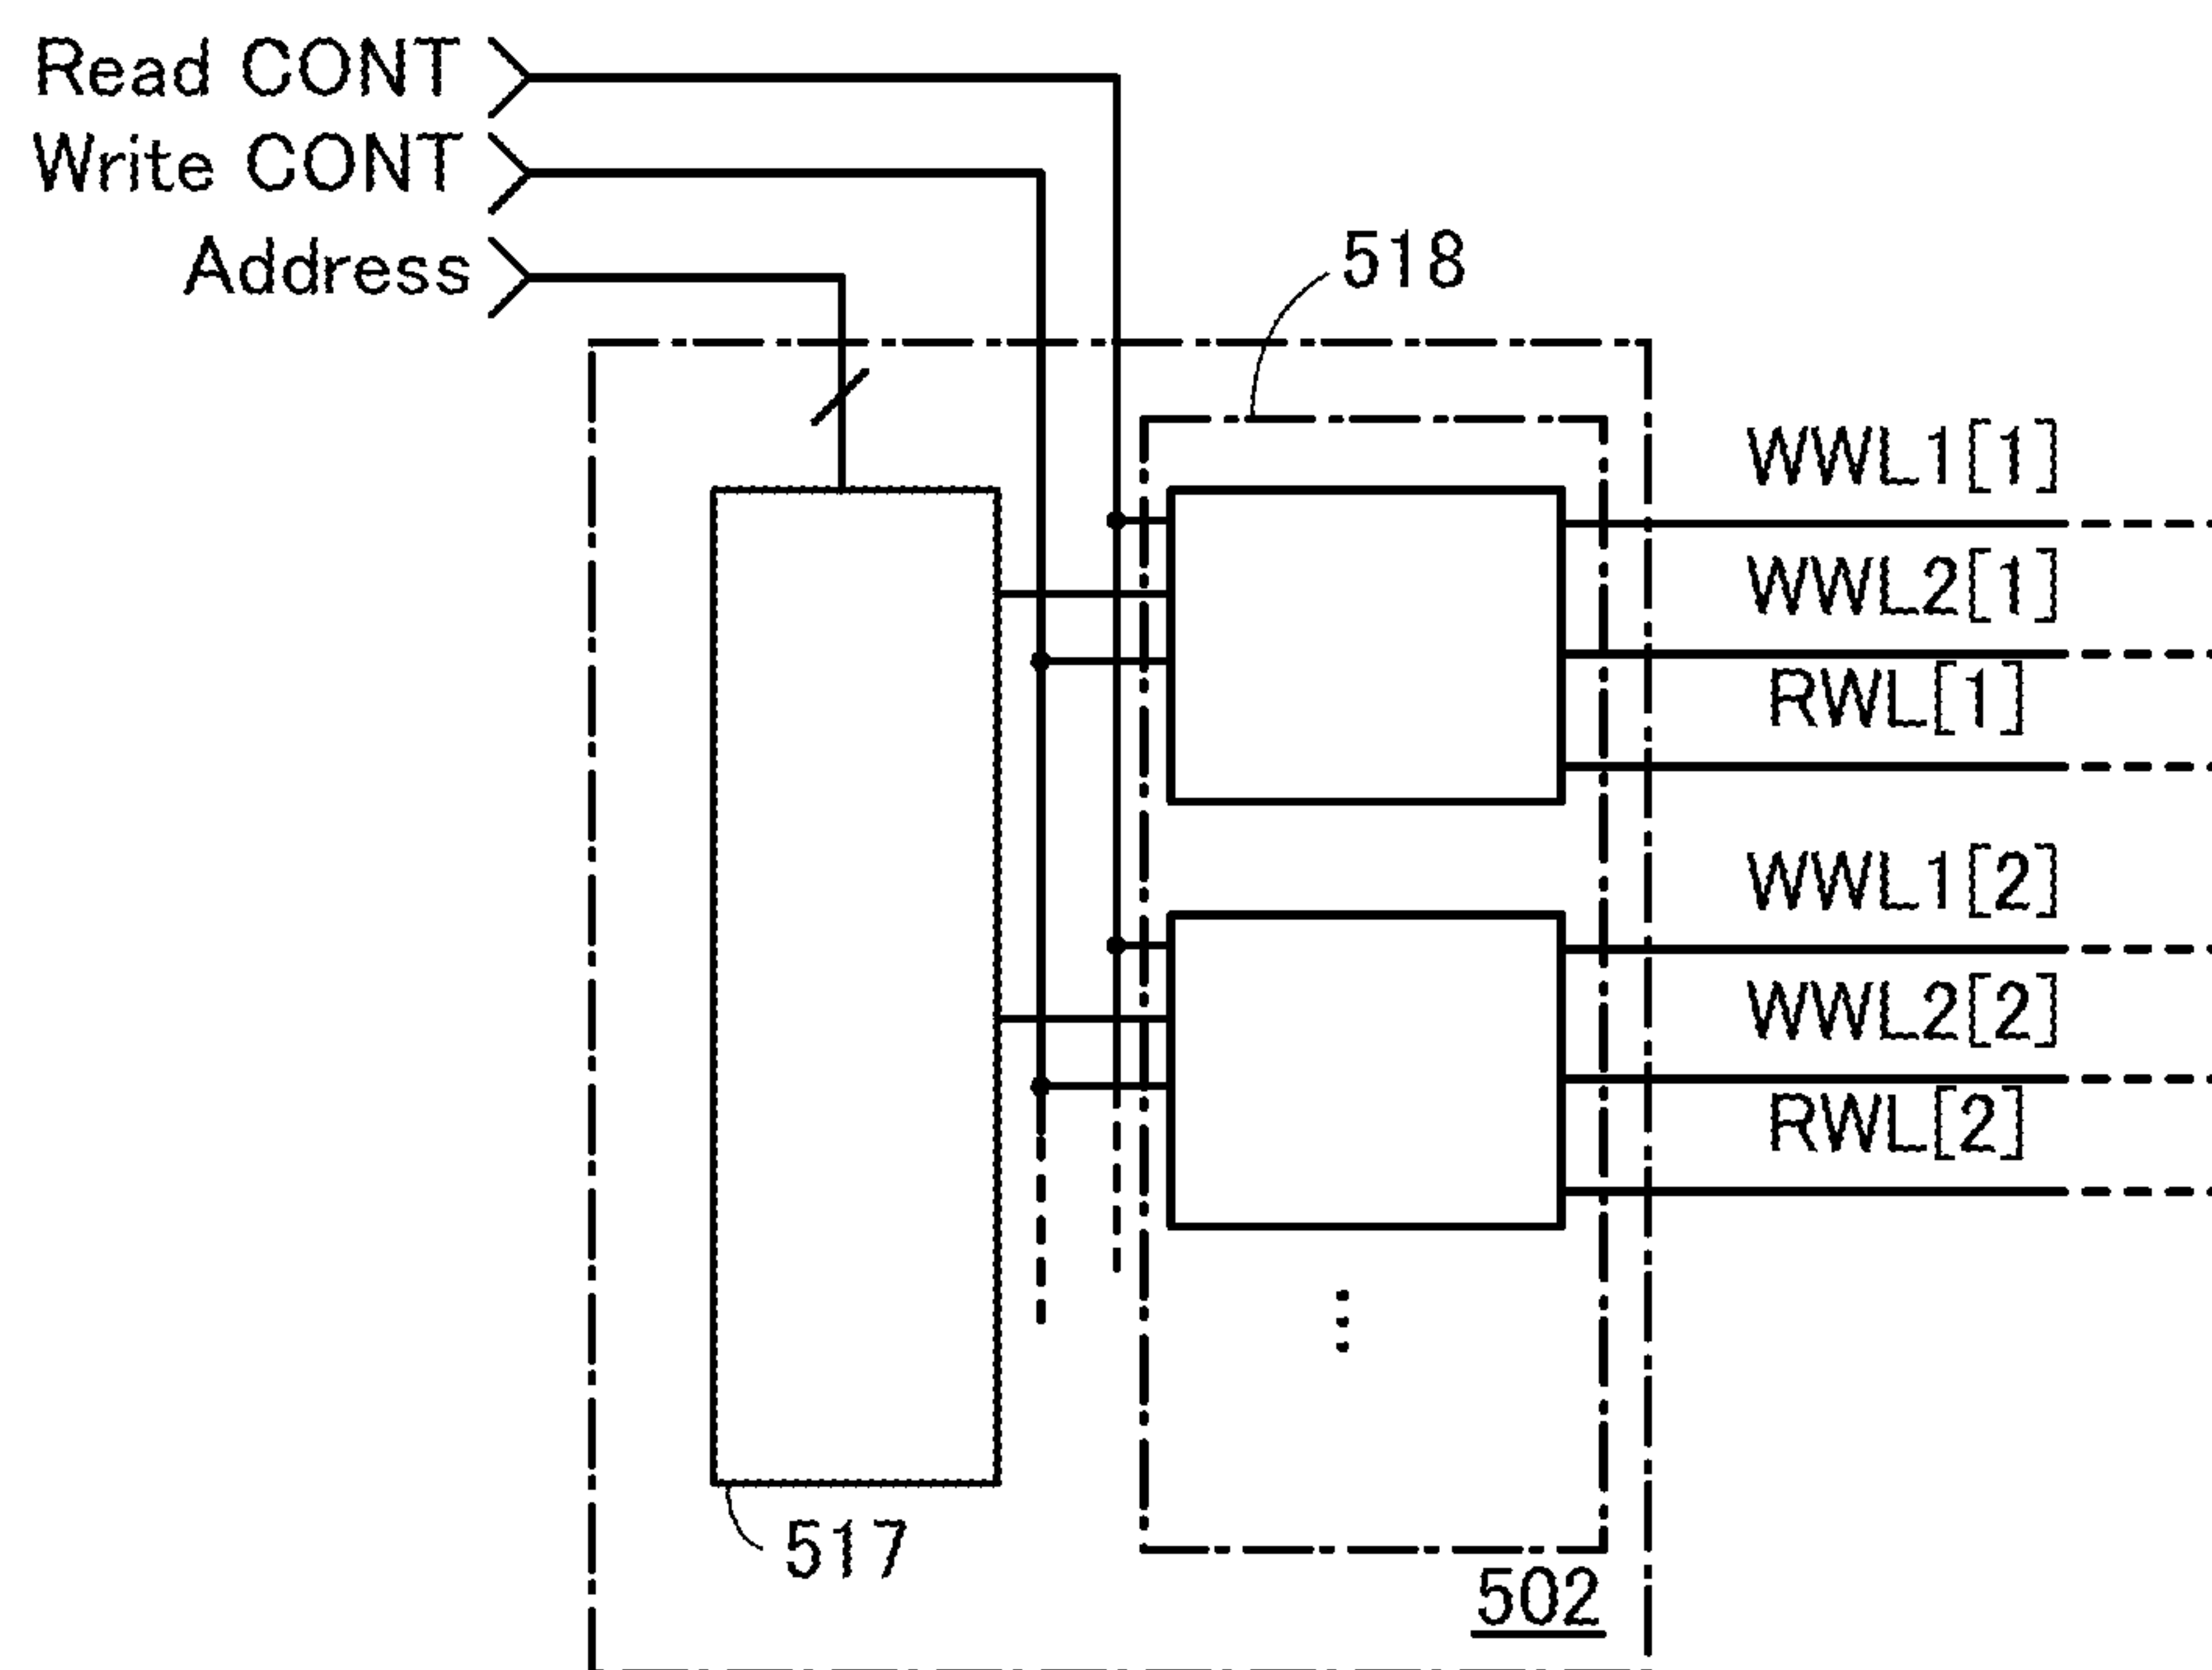 Read CONT
Write CONT
Address
518
WWL1[1]
WWL2[1]
RWL[1]
WWL1[2]
WWL2[2]
RWL[2]
517
502